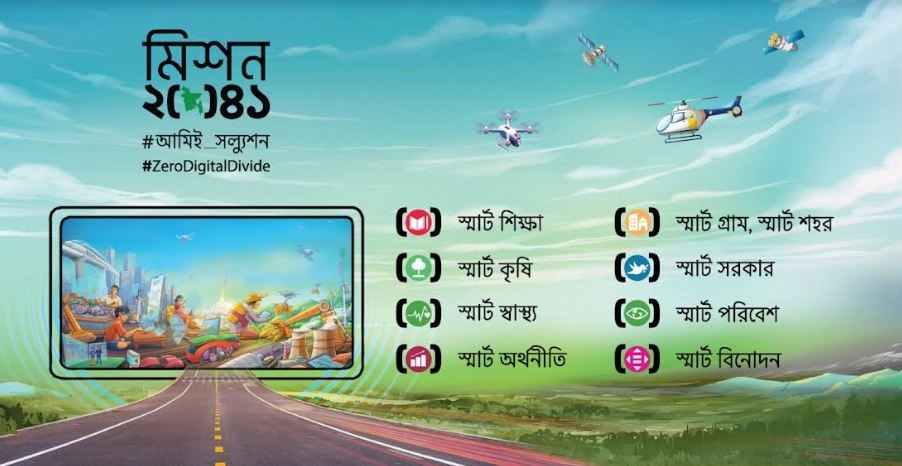 মিশন
২০৪১
#আমিই_সল্যুশন
#ZeroDigitalDivide
স্মার্ট শিক্ষা
স্মার্ট কৃষি
স্মার্ট স্বাস্থ্য
স্মার্ট অর্থনীতি
স্মার্ট গ্রাম, স্মার্ট শহর
স্মার্ট সরকার
স্মার্ট পরিবেশ
স্মার্ট বিনোদন